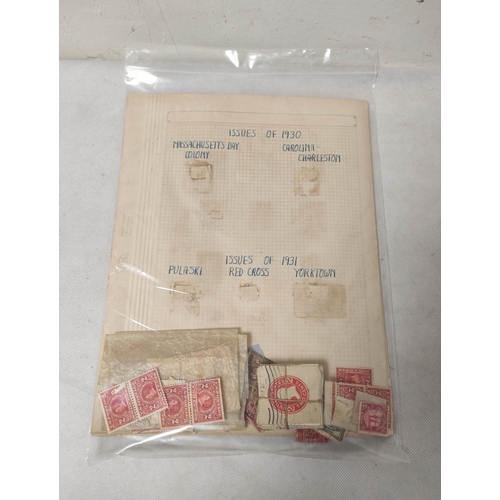 ISSUES OF 1930
MASSACHUSETTS BAY
COLONY
CAROLINA-
CHARLESTON
ISSUES OF 1931
PULASKI RED CROSS YORKTOWN